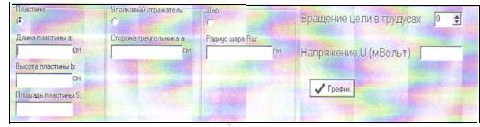 Пластина
Уголковый отражатель
Шар
Вращение цели в градусах 0
Длина пластины a:
см
Сторона треугольника a
см
Радиус шара Rш:
см
Напряжение U (мВольт)
Высота пластины b:
см
Площадь пластины S:
График